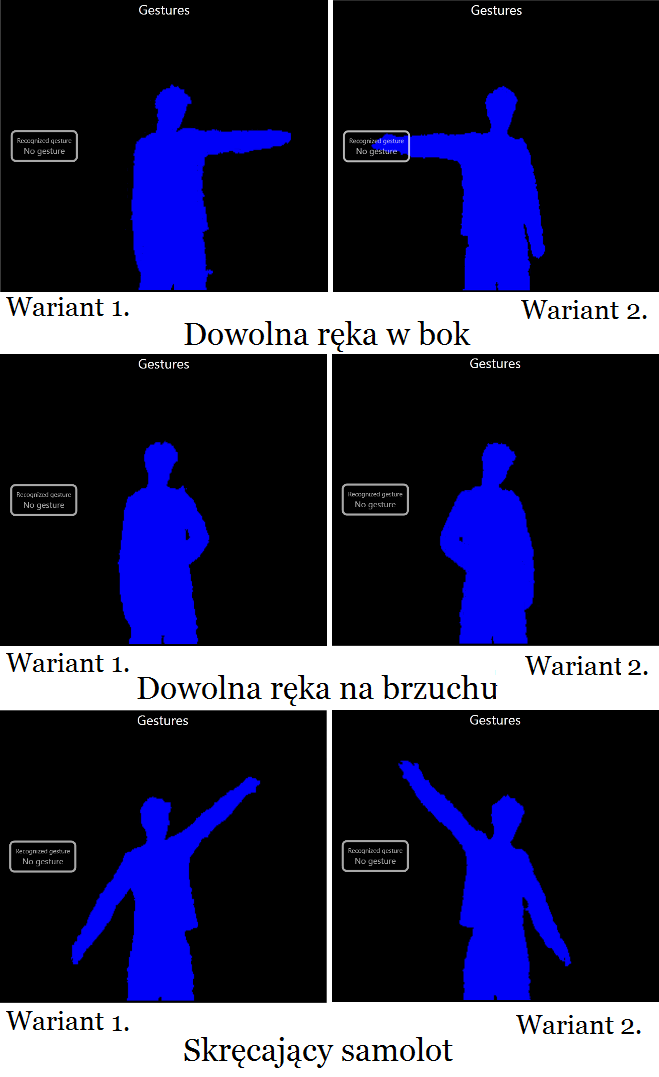 Gestures
Gestures
Recognized gesture
No gesture
Recognized gesture
No gesture
Wariant 1.
Wariant 2.
Dowolna ręka w bok
Gestures
Gestures
Recognized gesture
No gesture
Recognized gesture
No gesture
Wariant 1.
Wariant 2.
Dowolna ręka na brzuchu
Gestures
Gestures
Recognized gesture
No gesture
Recognized gesture
No gesture
Wariant 1.
Wariant 2.
Skręcający samolot